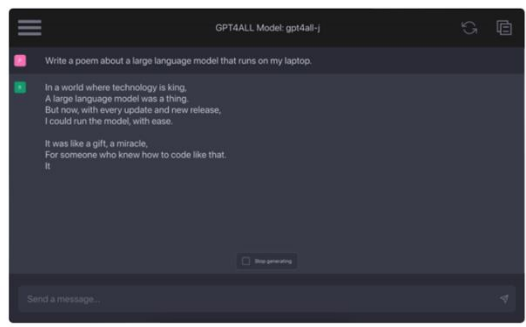 GPT4ALL Model: gpt4all-j
Write a poem about a large language model that runs on my laptop.
In a world where technology is king,
A large language model was a thing.
But now, with every update and new release,
I could run the model, with ease.
It was like a gift, a miracle,
For someone who knew how to code like that.
It
Stop generating
Send a message...